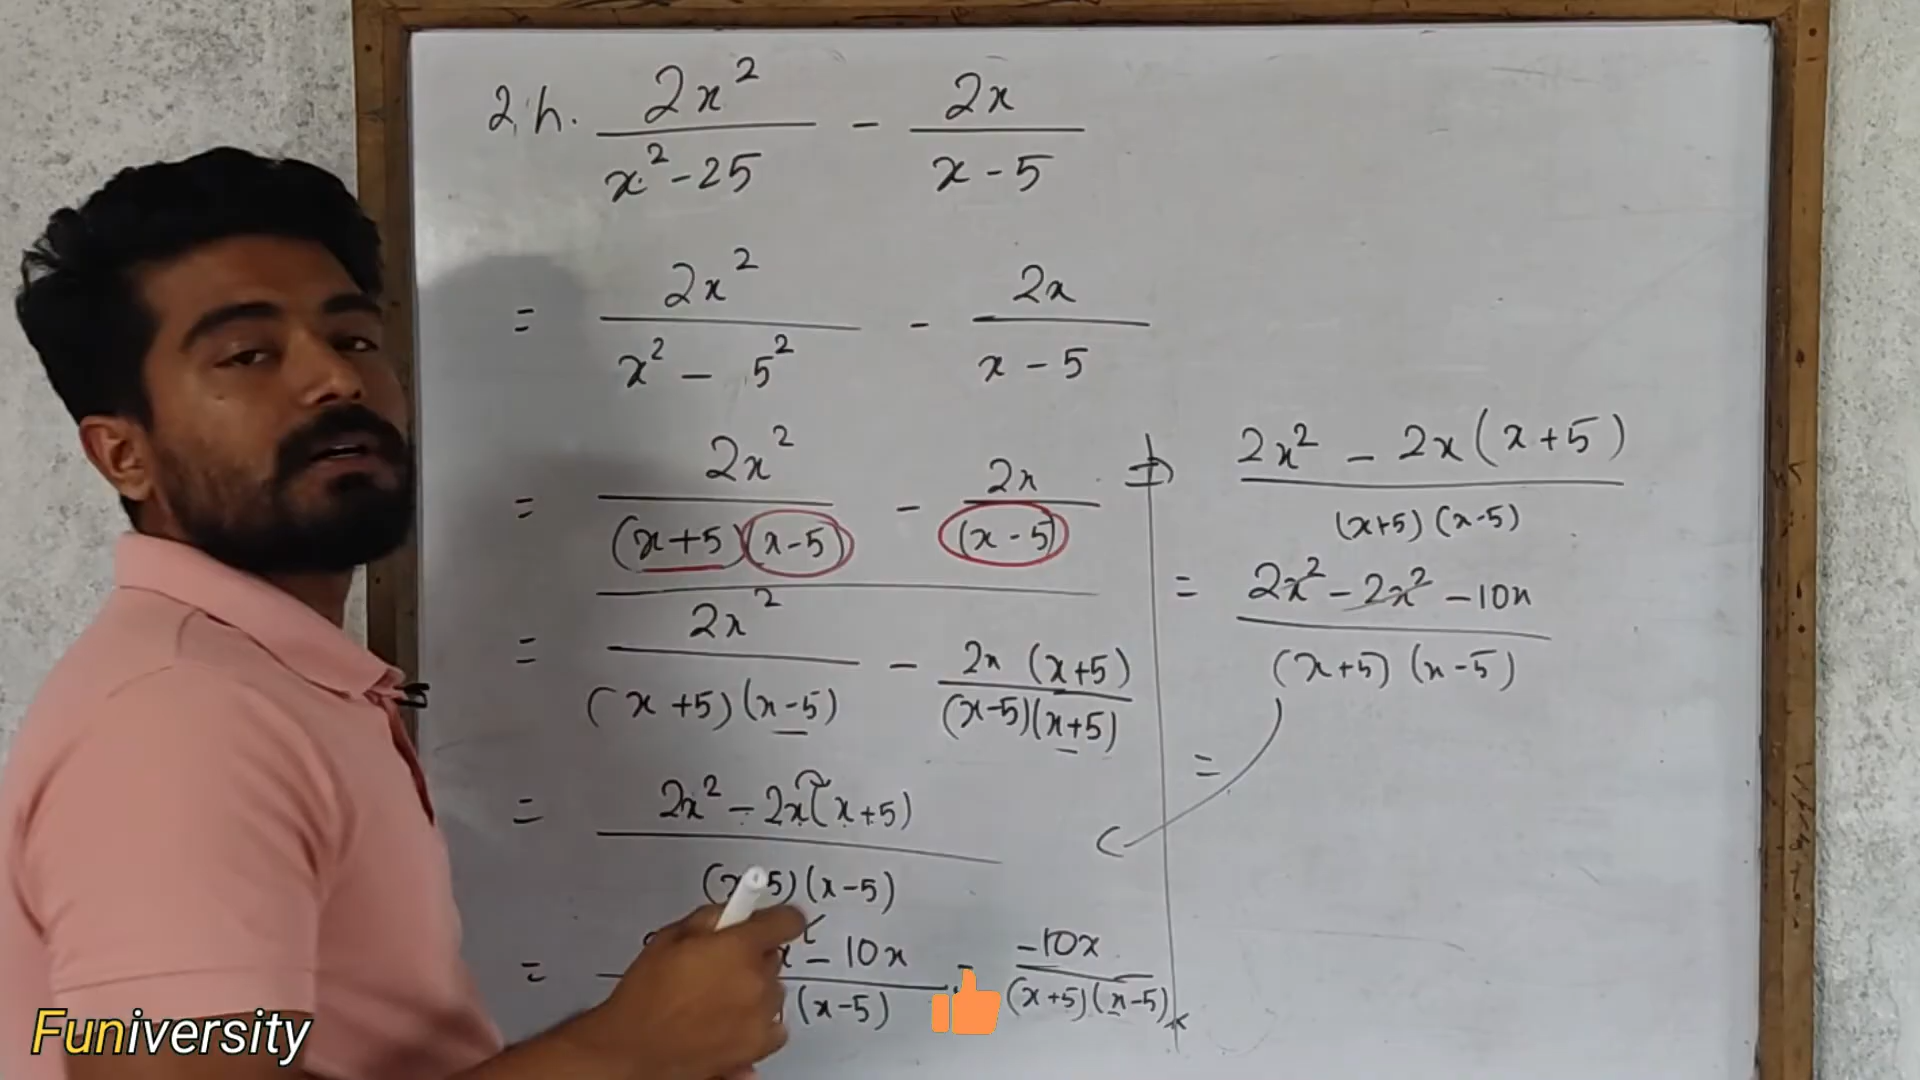 2.h. 2x² / (x²-25) - 2x / (x-5)
= 2x² / (x² - 5²) - 2x / (x-5)
= 2x² / (x+5)(x-5) - 2x / (x-5)
= 2x² / (x+5)(x-5) - 2x(x+5) / (x-5)(x+5)
= 2x² - 2x(x+5) / (x 5)(x-5)
= x² - 10x / (x-5) = -10x / (x+5)(x-5)
⇒ 2x² - 2x(x+5) / (x+5)(x-5)
= 2x² - 2x² - 10x / (x+5)(x-5)
=
Funiversity